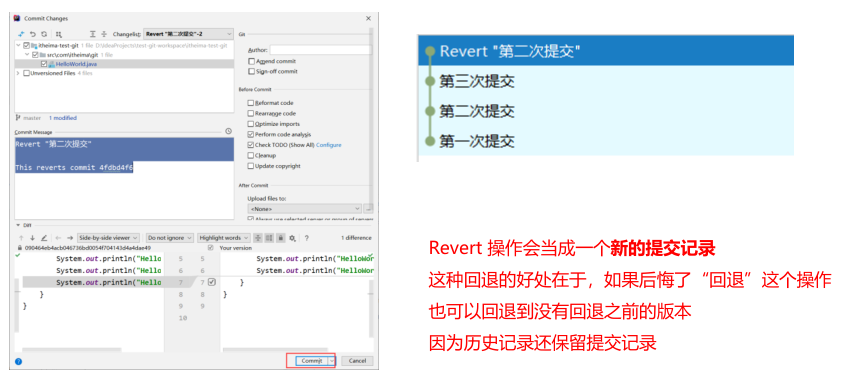 Commit Changes
Changelist: Revert "第二次提交"-2
Git
itheima-test-git 1 file D:\IdeaProjects\test-git-workspace\itheima-test-git
src\com\itheima\git 1 file
HelloWorld.java
Unversioned Files 4 files
Author:
Amend commit
Sign-off commit
Before Commit
Reformat code
Rearrange code
Optimize imports
Perform code analysis
Check TODO (Show All) Configure
Cleanup
Update copyright
master 1 modified
Commit Message
Revert "第二次提交"
This reverts commit 4fdbd4f6
After Commit
Upload files to:
<None>
Always use selected server or group of servers
Diff
Side-by-side viewer Do not ignore Highlight words ? 1 difference
Your version
System.out.println("Hello 5 5 System.out.println("HelloWor
System.out.println("Hello 6 6 System.out.println("HelloWor
System.out.println("Hello 7 7 }
} 8 8 }
} 9 9
10
? Commit Cancel
Revert "第二次提交"
第三次提交
第二次提交
第一次提交
Revert 操作会当成一个新的提交记录
这种回退的好处在于，如果后悔了“回退”这个操作
也可以回退到没有回退之前的版本
因为历史记录还保留提交记录